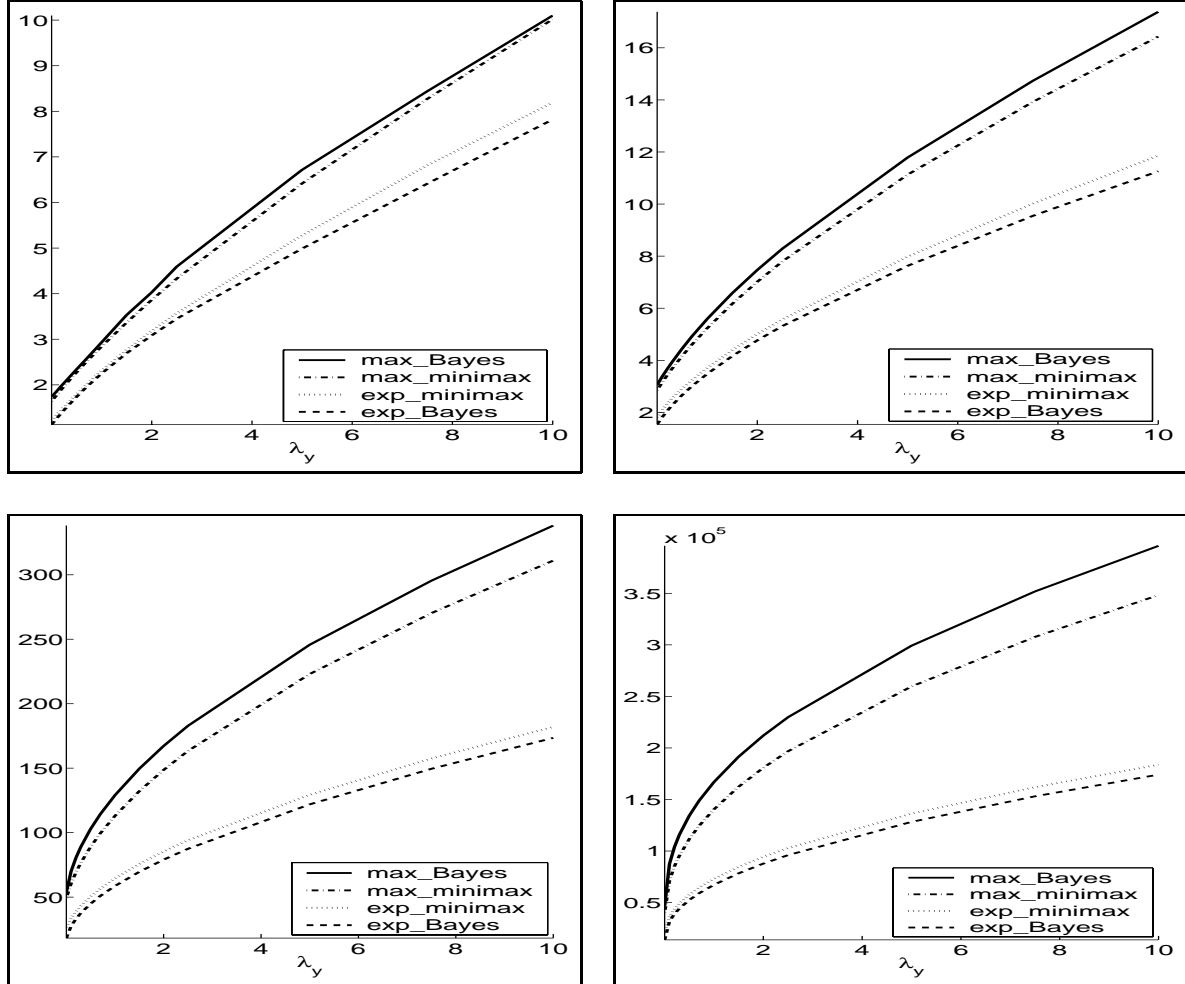 10
9
8
7
6
5
4
3
2
2 4 6 8 10
λy
max_Bayes
max_minimax
exp_minimax
exp_Bayes
16
14
12
10
8
6
4
2
2 4 6 8 10
λy
max_Bayes
max_minimax
exp_minimax
exp_Bayes
300
250
200
150
100
50
2 4 6 8 10
λy
max_Bayes
max_minimax
exp_minimax
exp_Bayes
x 10^5
3.5
3
2.5
2
1.5
1
0.5
2 4 6 8 10
λy
max_Bayes
max_minimax
exp_minimax
exp_Bayes